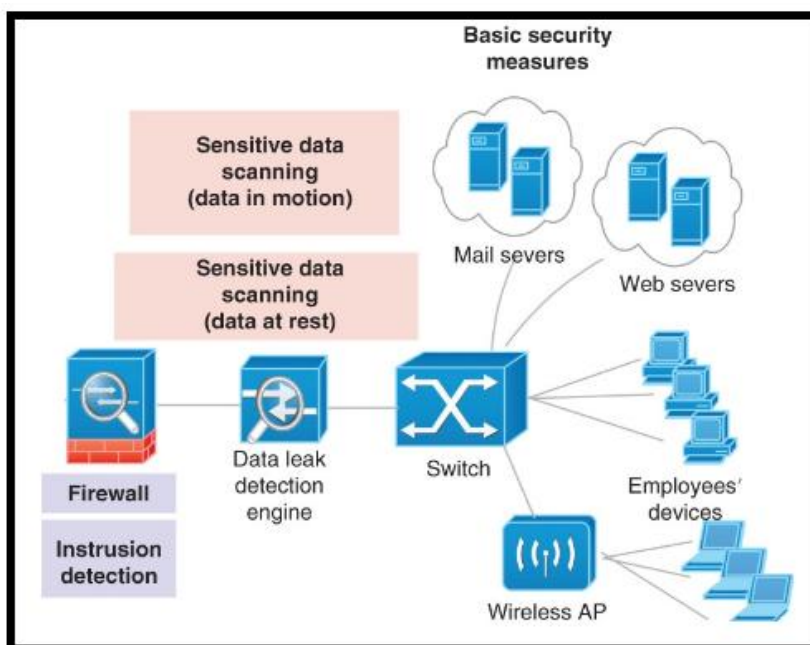 Basic security
measures
Sensitive data
scanning
(data in motion)
Mail severs
Web severs
Sensitive data
scanning
(data at rest)
Data leak
detection
engine
Switch
Firewall
Instrusion
detection
Employees'
devices
Wireless AP